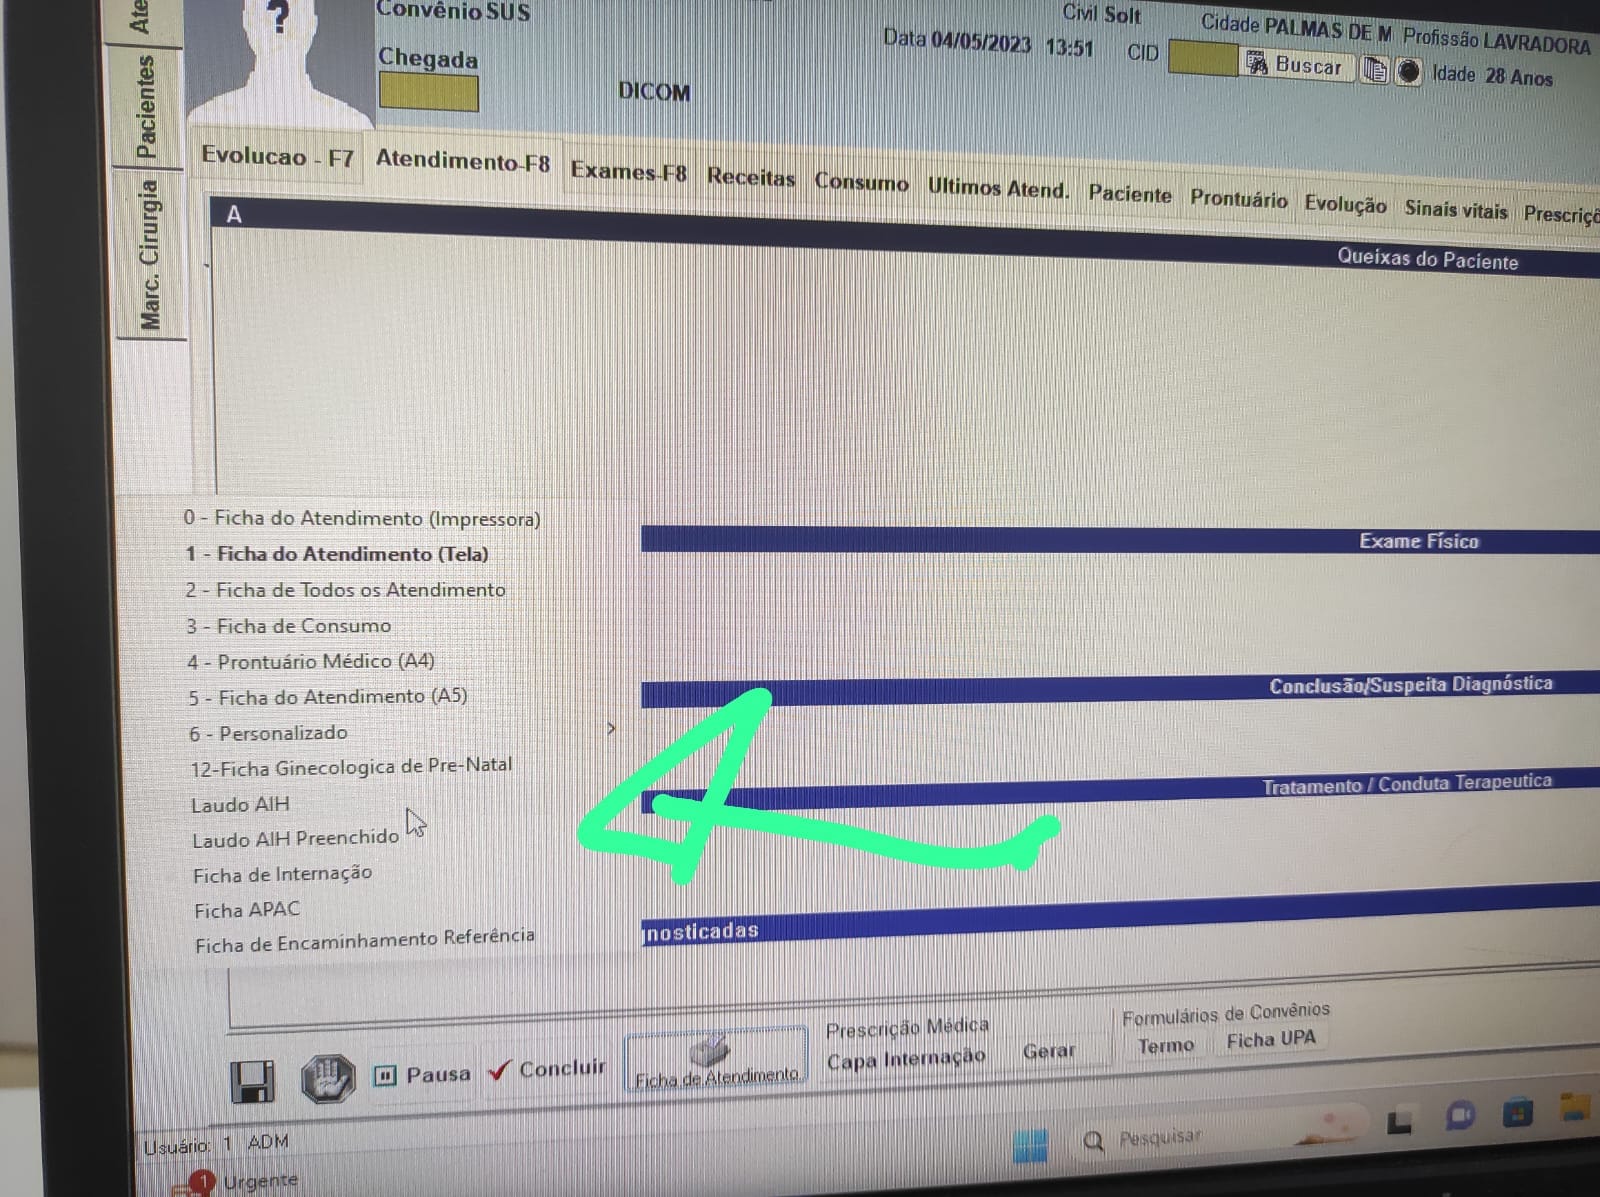 Convênio SUS
Civil Solt
Cidade PALMAS DE M
Profissão LAVRADORA
Data 04/05/2023 13:51
CID
Buscar
Idade 28 Anos
Chegada
DICOM
Ate
Pacientes
Marc. Cirurgia
Evolucao - F7
Atendimento-F8
Exames-F8
Receitas
Consumo
Ultimos Atend.
Paciente
Prontuário
Evolução
Sinais vitais
Prescriçõ
A
Queixas do Paciente
0 - Ficha do Atendimento (Impressora)
1 - Ficha do Atendimento (Tela)
2 - Ficha de Todos os Atendimento
3 - Ficha de Consumo
4 - Prontuário Médico (A4)
5 - Ficha do Atendimento (A5)
6 - Personalizado
12-Ficha Ginecologica de Pre-Natal
Laudo AIH
Laudo AIH Preenchido
Ficha de Internação
Ficha APAC
Ficha de Encaminhamento Referência
Exame Físico
Conclusão/Suspeita Diagnóstica
Tratamento / Conduta Terapeutica
nosticadas
Pausa
Concluir
Ficha de Atendimento
Prescrição Médica
Capa Internação
Gerar
Formulários de Convênios
Termo
Ficha UPA
Usuário: 1 ADM
Pesquisar
1
Urgente